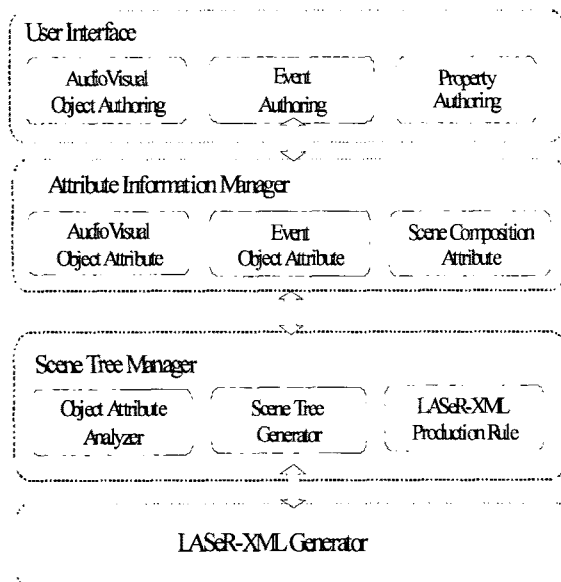 User Interface
AudioVisual
Object Authoring
Event
Authoring
Property
Authoring
Attribute Information Manager
AudioVisual
Object Attribute
Event
Object Attribute
Scene Composition
Attribute
Scene Tree Manager
Object Attribute
Analyzer
Scene Tree
Generator
LASeR-XML
Production Rule
LASeR-XML Generator